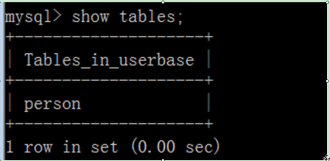 mysql> show tables;
+--------------------+
| Tables_in_userbase |
+--------------------+
| person             |
+--------------------+
1 row in set (0.00 sec)